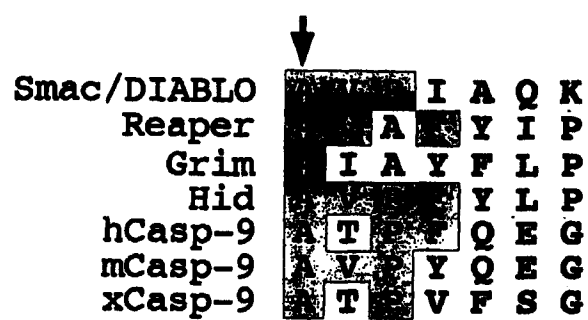 Smac/DIABLO A V P I A Q K
Reaper A Y I P
Grim I A Y F L P
Hid A V P F Y L P
hCasp-9 A T P F Q E G
mCasp-9 A V P Y Q E G
xCasp-9 A T P V F S G